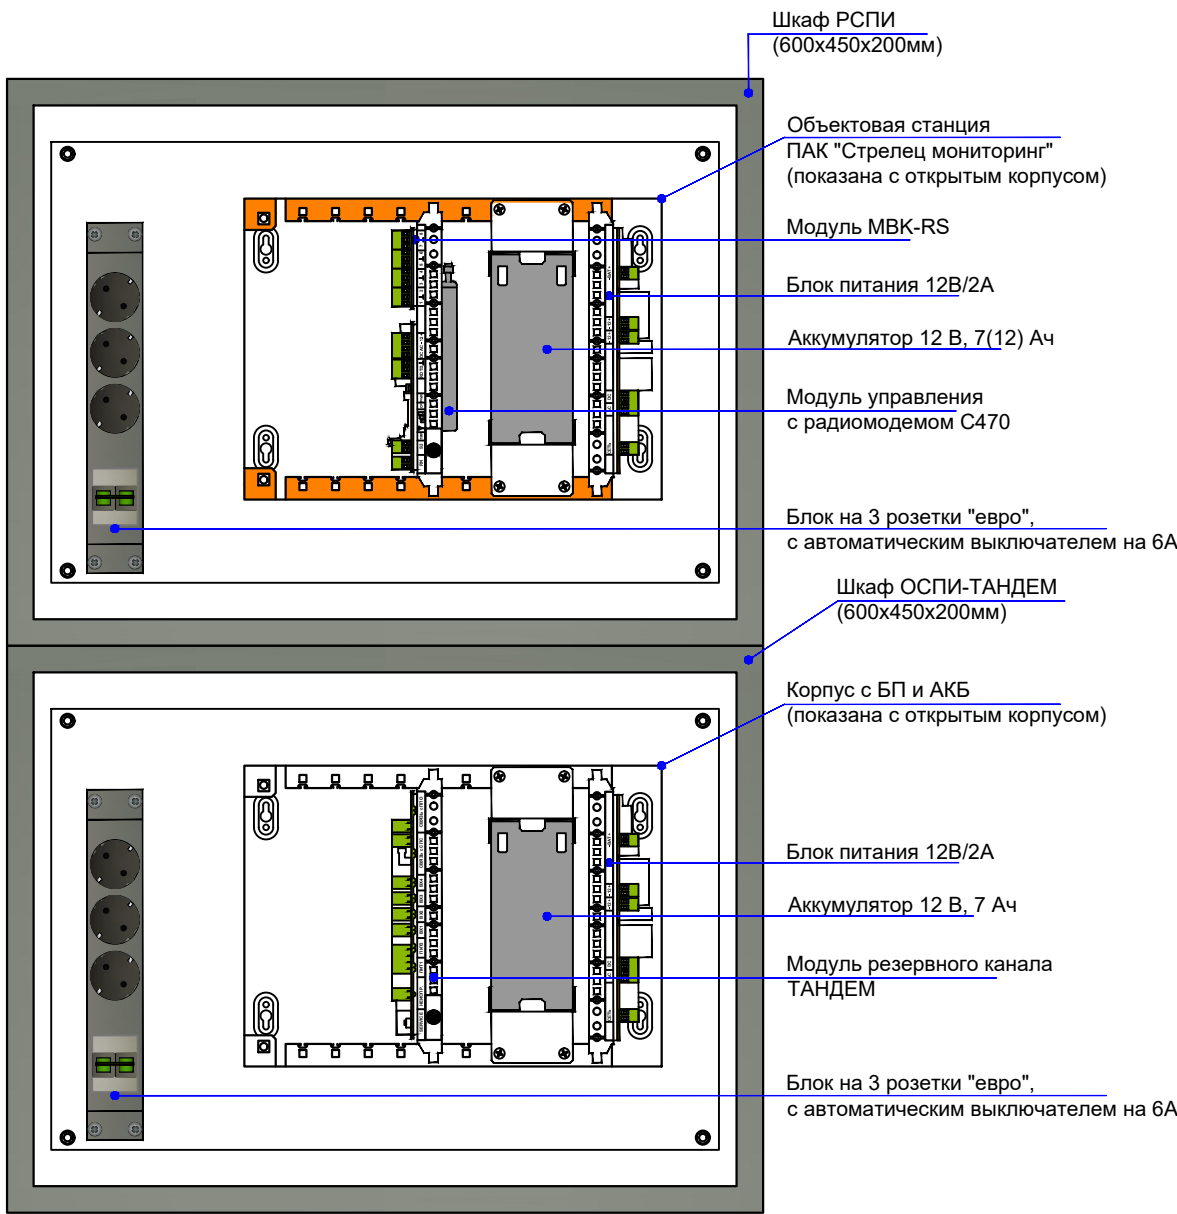 Шкаф РСПИ
(600х450х200мм)
Объектовая станция
ПАК "Стрелец мониторинг"
(показана с открытым корпусом)
Модуль MBK-RS
Блок питания 12В/2А
Аккумулятор 12 В, 7(12) Ач
Модуль управления
с радиомодемом С470
Блок на 3 розетки "евро",
с автоматическим выключателем на 6А
Шкаф ОСПИ-ТАНДЕМ
(600х450х200мм)
Корпус с БП и АКБ
(показана с открытым корпусом)
Блок питания 12В/2А
Аккумулятор 12 В, 7 Ач
Модуль резервного канала
ТАНДЕМ
Блок на 3 розетки "евро",
с автоматическим выключателем на 6А